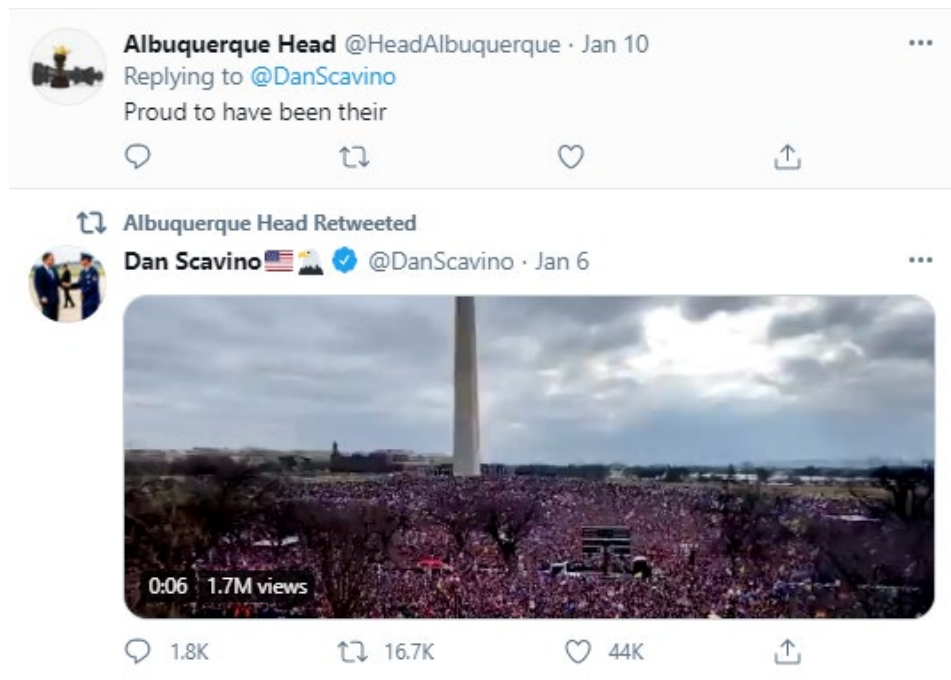 Albuquerque Head @HeadAlbuquerque · Jan 10
Replying to @DanScavino
Proud to have been their
Albuquerque Head Retweeted
Dan Scavino🇺🇸🦅 @DanScavino · Jan 6
0:06 1.7M views
1.8K 16.7K 44K